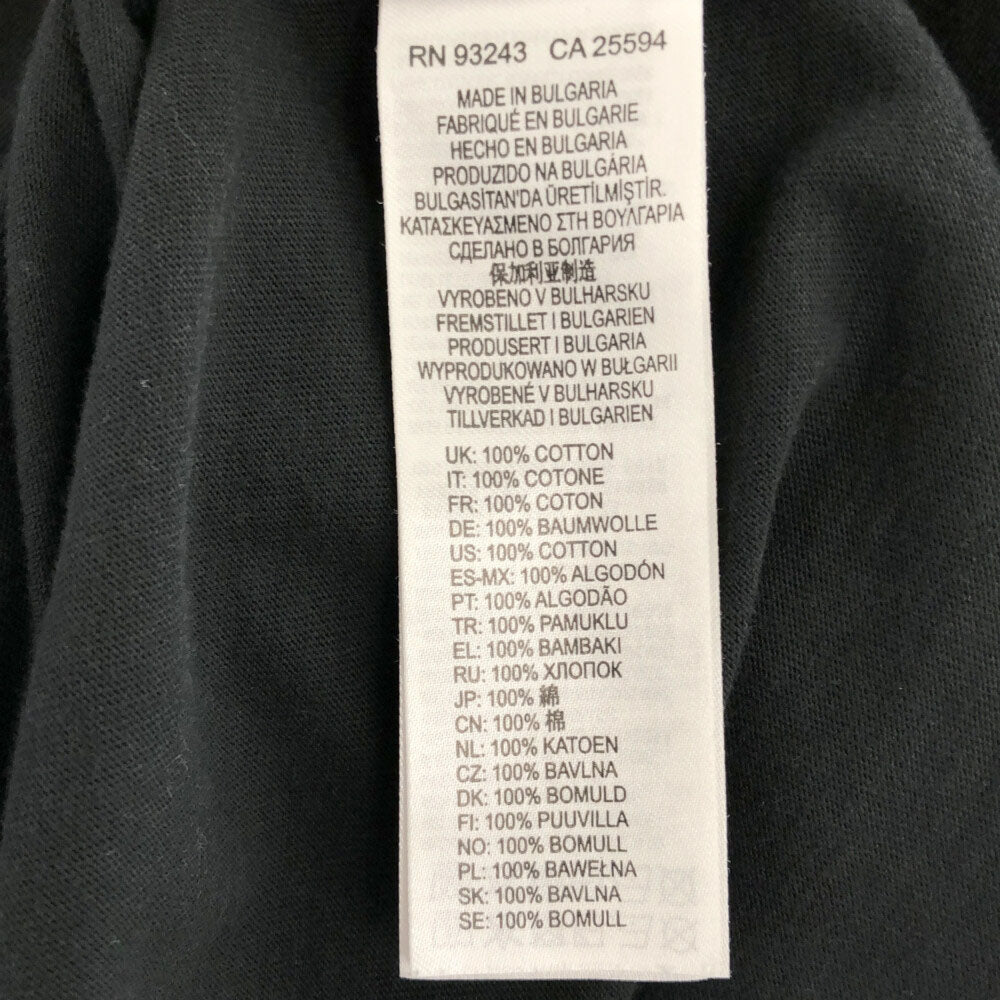 RN 93243 CA 25594
MADE IN BULGARIA
FABRIQUÉ EN BULGARIE
HECHO EN BULGARIA
PRODUZIDO NA BULGÁRIA
BULGASİTAN'DA ÜRETİLMİŞTİR.
ΚΑΤΑΣΚΕΥΑΣΜΕΝΟ ΣΤΗ ΒΟΥΛΓΑΡΙΑ
СДЕЛАНО В БОЛГАРИЯ
保加利亚制造
VYROBENO V BULHARSKU
FREMSTILLET I BULGARIEN
PRODUSERT I BULGARIA
WYPRODUKOWANO W BUŁGARII
VYROBENÉ V BULHARSKU
TILLVERKAD I BULGARIEN
UK: 100% COTTON
IT: 100% COTONE
FR: 100% COTON
DE: 100% BAUMWOLLE
US: 100% COTTON
ES-MX: 100% ALGODÓN
PT: 100% ALGODÃO
TR: 100% PAMUKLU
EL: 100% ΒΑΜΒΑΚΙ
RU: 100% ХЛОПОК
JP: 100% 綿
CN: 100% 棉
NL: 100% KATOEN
CZ: 100% BAVLNA
DK: 100% BOMULD
FI: 100% PUUVILLA
NO: 100% BOMULL
PL: 100% BAWEŁNA
SK: 100% BAVLNA
SE: 100% BOMULL